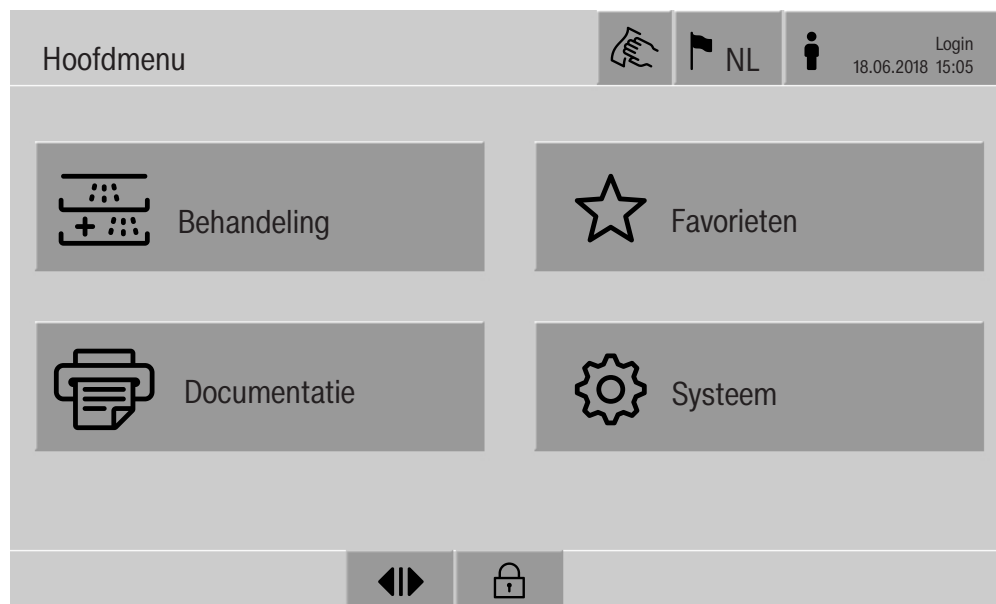 Hoofdmenu
NL
Login
18.06.2018 15:05
Behandeling
Favorieten
Documentatie
Systeem